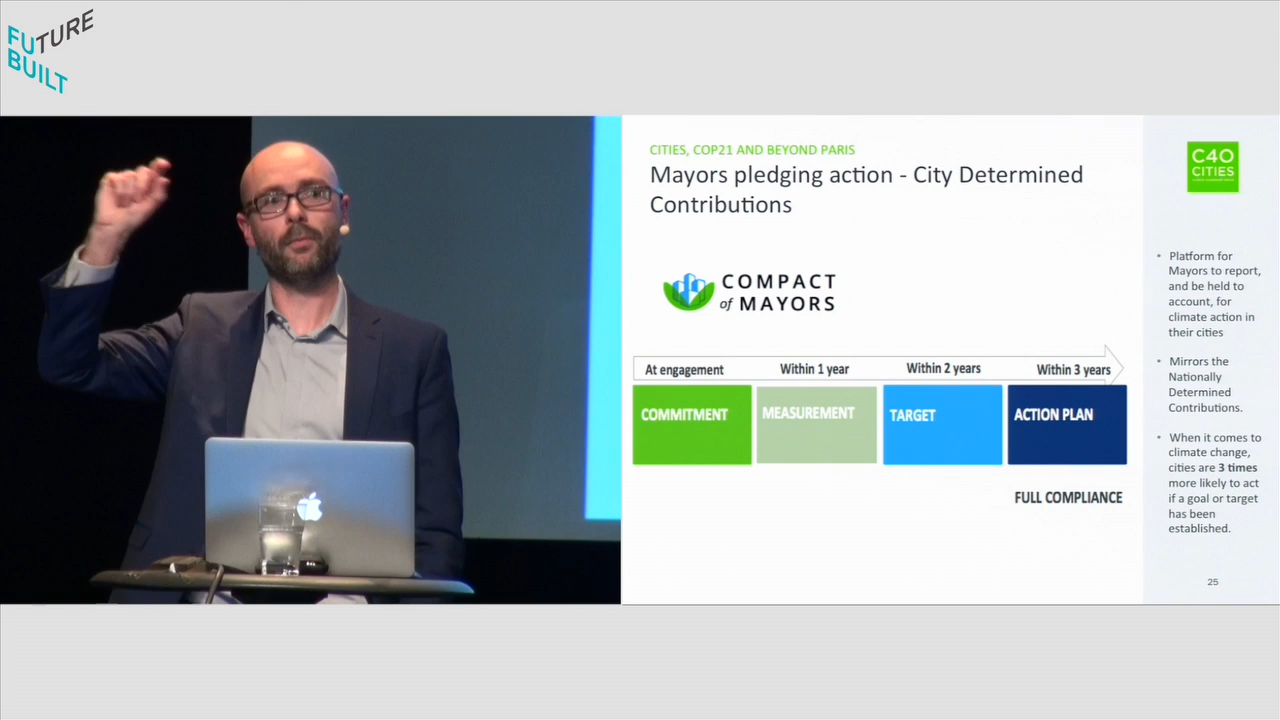 FUTURE
BUILT
CITIES, COP21 AND BEYOND PARIS
Mayors pledging action - City Determined
Contributions
COMPACT
of MAYORS
At engagement
Within 1 year
Within 2 years
Within 3 years
COMMITMENT
MEASUREMENT
TARGET
ACTION PLAN
FULL COMPLIANCE
C40
CITIES
• Platform for
Mayors to report,
and be held to
account, for
climate action in
their cities
• Mirrors the
Nationally
Determined
Contributions.
• When it comes to
climate change,
cities are 3 times
more likely to act
if a goal or target
has been
established.
25